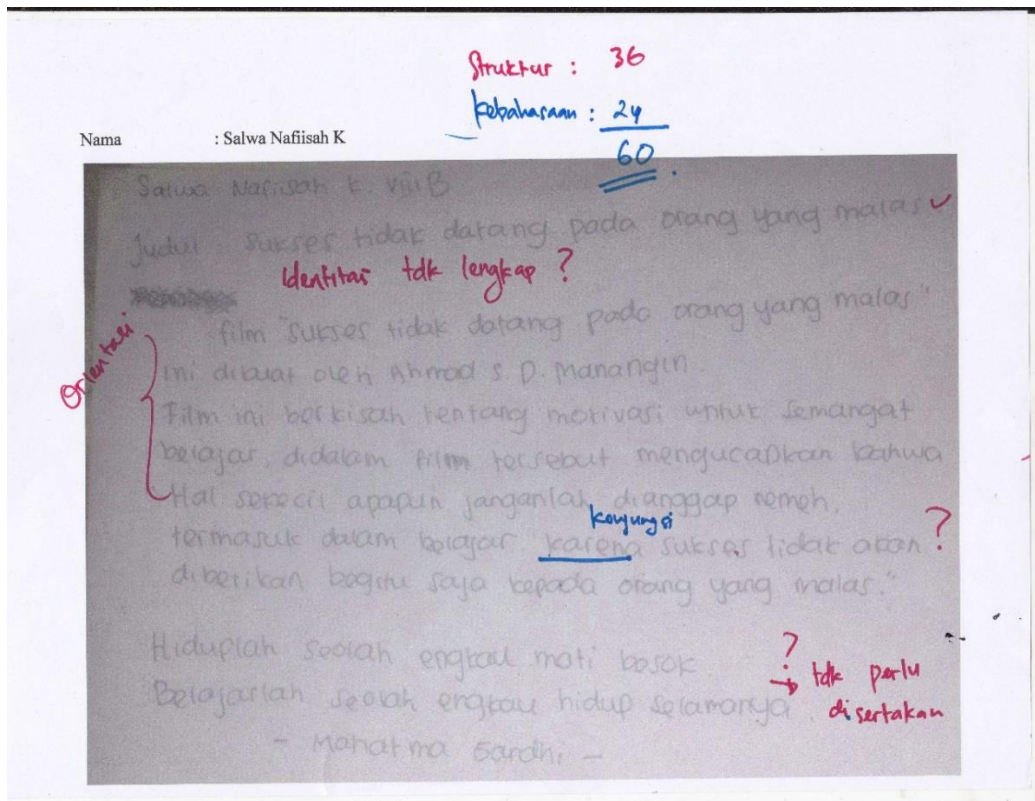 Struktur : 36
kebahasaan : 24
60
Nama : Salwa Nafiisah K
Salwa Nafiisah K. VIII B
Judul : Sukses tidak datang pada orang yang malas
Identitas tdk lengkap ?
Orientasi
film "Sukses tidak datang pada orang yang malas"
ini dibuat oleh Ahmad S. D. Manangin.
Film ini berkisah tentang motivasi untuk semangat
belajar, didalam film tersebut mengucapkan bahwa
"Hal sekecil apapun janganlah dianggap remeh,
konjungsi
termasuk dalam belajar. karena sukses tidak akan ?
diberikan begitu saja kepada orang yang malas."
Hiduplah seolah engkau mati besok
?
Belajarlah seolah engkau hidup selamanya
→ tdk perlu
disertakan
- Mahatma Gandhi -